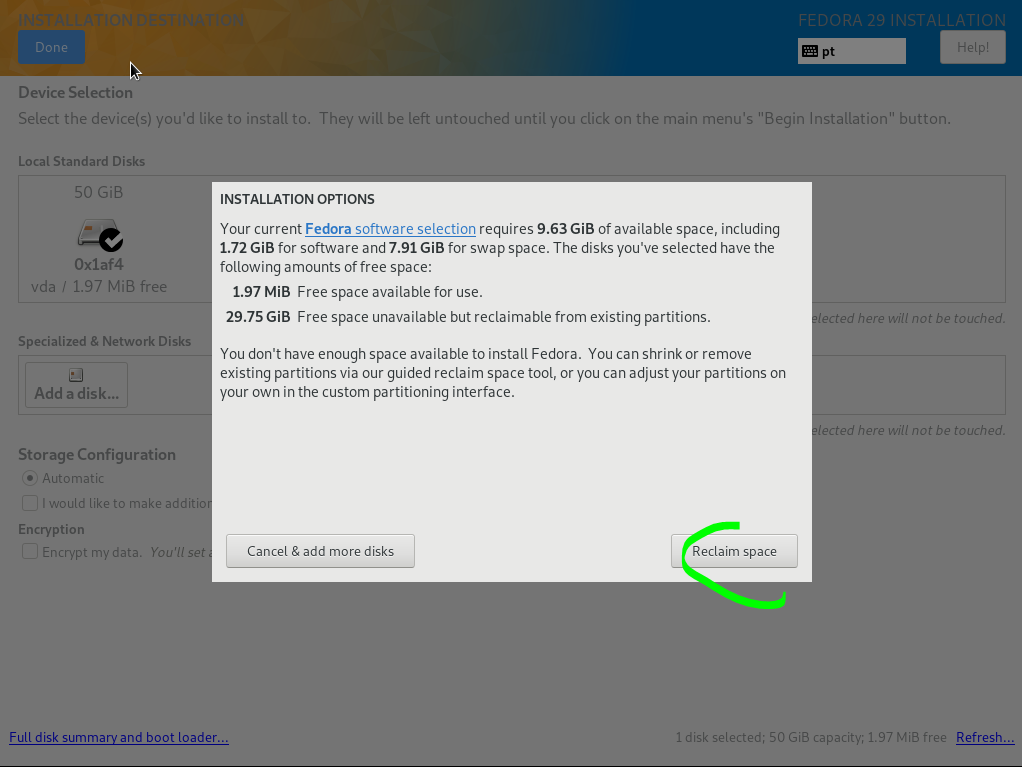 INSTALLATION DESTINATION
FEDORA 29 INSTALLATION
Done
pt
Help!
Device Selection
Select the device(s) you'd like to install to.  They will be left untouched until you click on the main menu's "Begin Installation" button.
Local Standard Disks
50 GiB
0x1af4
vda / 1.97 MiB free
elected here will not be touched.
Specialized & Network Disks
Add a disk...
elected here will not be touched.
Storage Configuration
Automatic
I would like to make addition
Encryption
Encrypt my data.  You'll set a
INSTALLATION OPTIONS
Your current Fedora software selection requires 9.63 GiB of available space, including
1.72 GiB for software and 7.91 GiB for swap space. The disks you've selected have the
following amounts of free space:
1.97 MiB  Free space available for use.
29.75 GiB  Free space unavailable but reclaimable from existing partitions.
You don't have enough space available to install Fedora.  You can shrink or remove
existing partitions via our guided reclaim space tool, or you can adjust your partitions on
your own in the custom partitioning interface.
Cancel & add more disks
Reclaim space
Full disk summary and boot loader...
1 disk selected; 50 GiB capacity; 1.97 MiB free
Refresh...